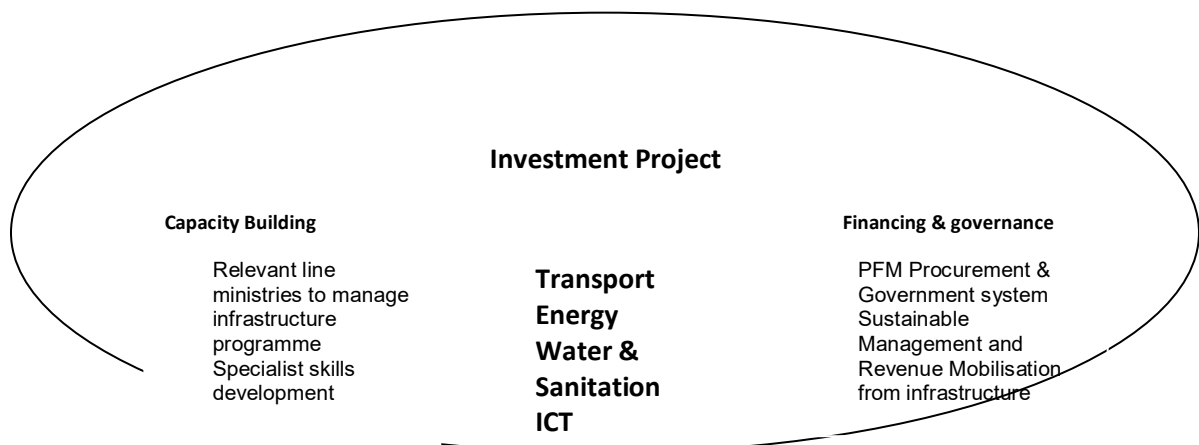 Investment Project
Capacity Building
Relevant line
ministries to manage
infrastructure
programme
Specialist skills
development
Transport
Energy
Water &
Sanitation
ICT
Financing & governance
PFM Procurement &
Government system
Sustainable
Management and
Revenue Mobilisation
from infrastructure